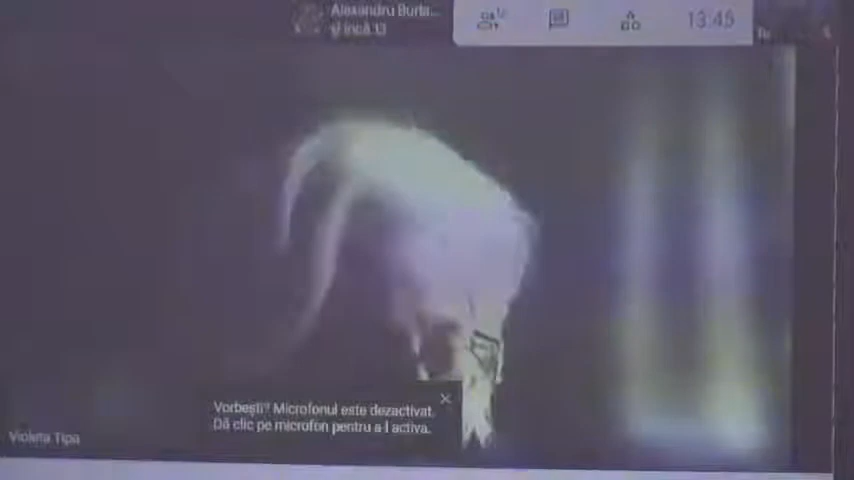 Alexandru Burla...
și încă 13
13:45
Vorbești? Microfonul este dezactivat.
Dă clic pe microfon pentru a-l activa.
Violeta Tipa